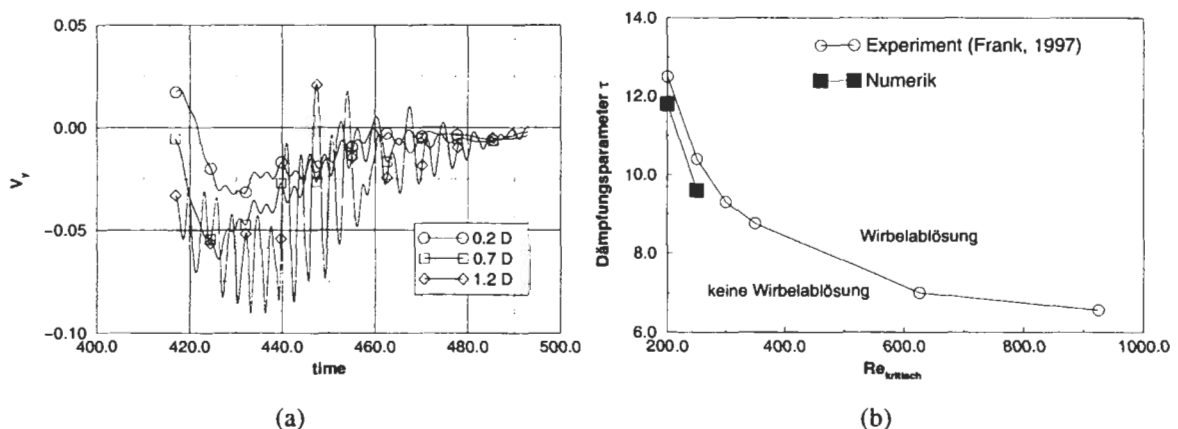 0.05
0.00
−0.05
−0.10
Vy
0.2 D
0.7 D
1.2 D
400.0 420.0 440.0 460.0 480.0 500.0
time
(a)
14.0
12.0
10.0
8.0
6.0
Dämpfungsparameter τ
Experiment (Frank, 1997)
Numerik
Wirbelablösung
keine Wirbelablösung
200.0 400.0 600.0 800.0 1000.0
Rekritisch
(b)